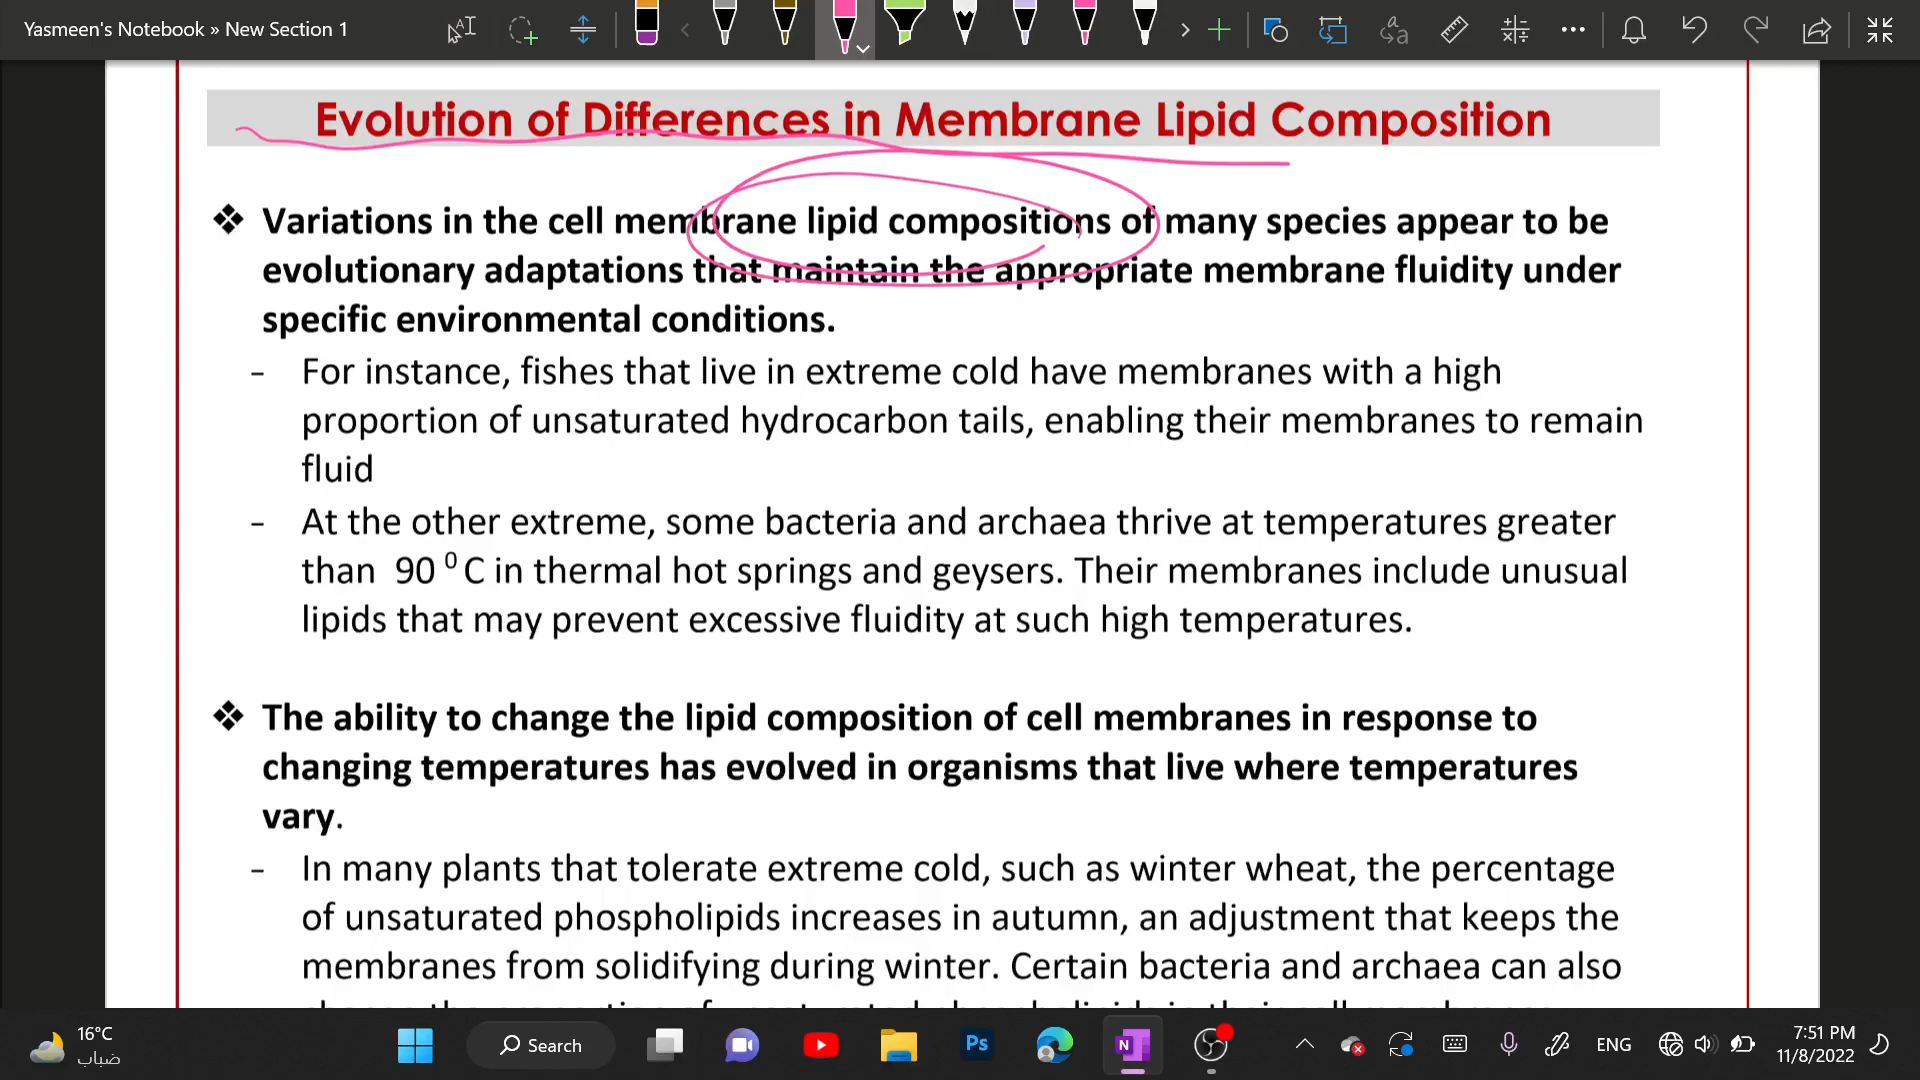 Yasmeen's Notebook » New Section 1
Evolution of Differences in Membrane Lipid Composition
❖ Variations in the cell membrane lipid compositions of many species appear to be
evolutionary adaptations that maintain the appropriate membrane fluidity under
specific environmental conditions.
- For instance, fishes that live in extreme cold have membranes with a high
proportion of unsaturated hydrocarbon tails, enabling their membranes to remain
fluid
- At the other extreme, some bacteria and archaea thrive at temperatures greater
than 90 ⁰ C in thermal hot springs and geysers. Their membranes include unusual
lipids that may prevent excessive fluidity at such high temperatures.
❖ The ability to change the lipid composition of cell membranes in response to
changing temperatures has evolved in organisms that live where temperatures
vary.
- In many plants that tolerate extreme cold, such as winter wheat, the percentage
of unsaturated phospholipids increases in autumn, an adjustment that keeps the
membranes from solidifying during winter. Certain bacteria and archaea can also
16°C
ضباب
Search
Ps
N
ENG
7:51 PM
11/8/2022